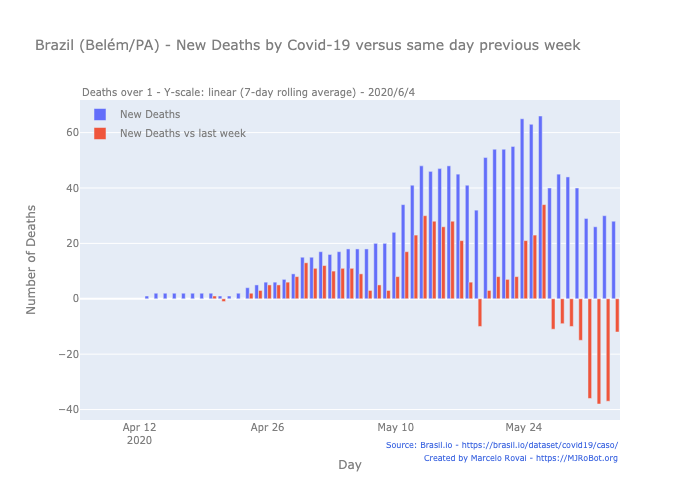 Brazil (Belém/PA) - New Deaths by Covid-19 versus same day previous week
Deaths over 1 - Y-scale: linear (7-day rolling average) - 2020/6/4
New Deaths
New Deaths vs last week
60
40
20
0
−20
−40
Number of Deaths
Apr 12
2020
Apr 26
May 10
May 24
Day
Source: Brasil.io - https://brasil.io/dataset/covid19/caso/
Created by Marcelo Rovai - https://MJRoBot.org